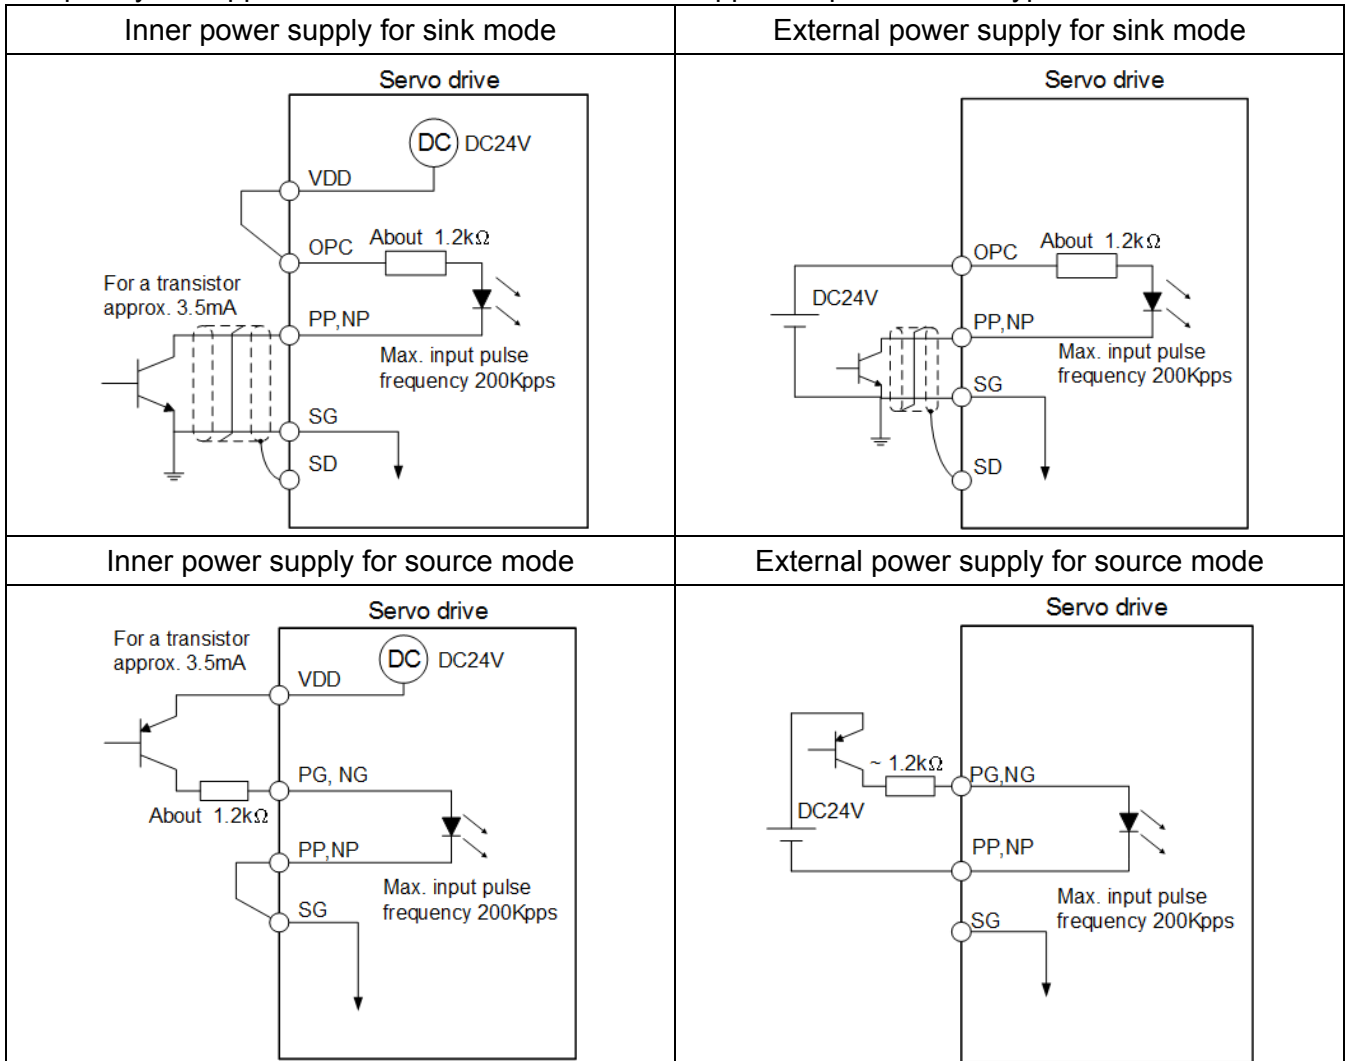 Inner power supply for sink mode
External power supply for sink mode
Servo drive
DC
DC24V
VDD
OPC
About 1.2kΩ
For a transistor
approx. 3.5mA
PP,NP
Max. input pulse
frequency 200Kpps
SG
SD
Servo drive
OPC
About 1.2kΩ
DC24V
PP,NP
Max. input pulse
frequency 200Kpps
SG
SD
Inner power supply for source mode
External power supply for source mode
Servo drive
For a transistor
approx. 3.5mA
DC
DC24V
VDD
PG, NG
About 1.2kΩ
PP,NP
Max. input pulse
frequency 200Kpps
SG
Servo drive
~ 1.2kΩ
PG,NG
DC24V
PP,NP
Max. input pulse
frequency 200Kpps
SG